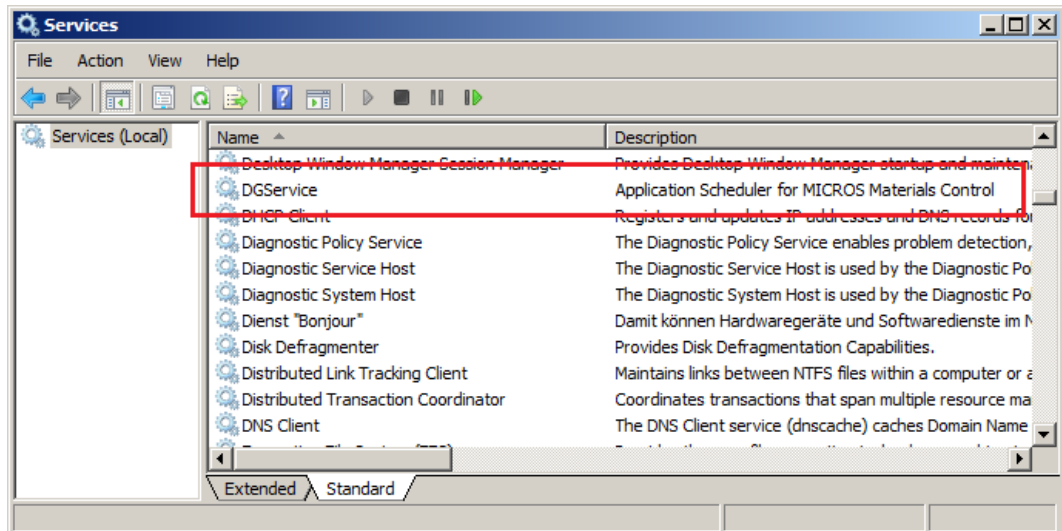 Services
File Action View Help
Services (Local)
Name Description
Desktop Window Manager Session Manager Provides Desktop Window Manager startup and mainten
DGService Application Scheduler for MICROS Materials Control
DHCP Client Registers and updates IP addresses and DNS records for
Diagnostic Policy Service The Diagnostic Policy Service enables problem detection,
Diagnostic Service Host The Diagnostic Service Host is used by the Diagnostic Po
Diagnostic System Host The Diagnostic System Host is used by the Diagnostic Po
Dienst "Bonjour" Damit können Hardwaregeräte und Softwaredienste im N
Disk Defragmenter Provides Disk Defragmentation Capabilities.
Distributed Link Tracking Client Maintains links between NTFS files within a computer or a
Distributed Transaction Coordinator Coordinates transactions that span multiple resource ma
DNS Client The DNS Client service (dnscache) caches Domain Name
Extended Standard